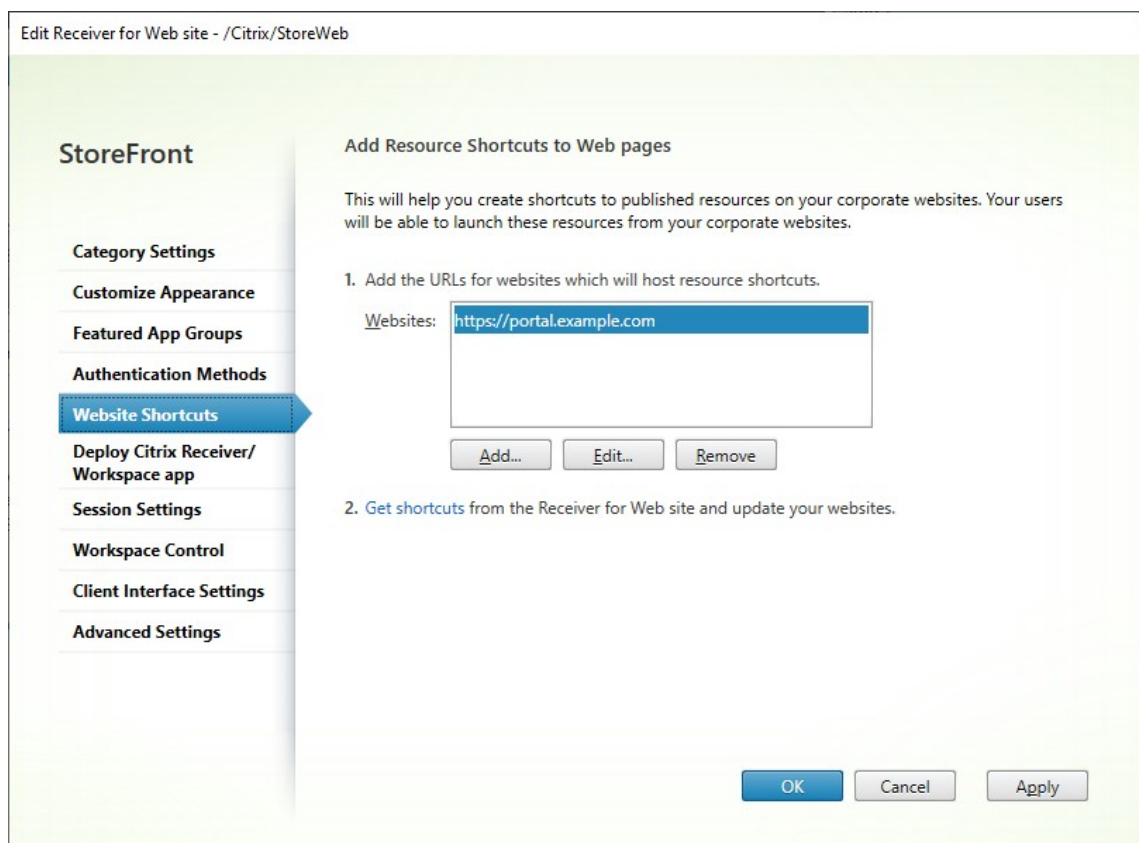 Edit Receiver for Web site - /Citrix/StoreWeb
StoreFront
Category Settings
Customize Appearance
Featured App Groups
Authentication Methods
Website Shortcuts
Deploy Citrix Receiver/
Workspace app
Session Settings
Workspace Control
Client Interface Settings
Advanced Settings
Add Resource Shortcuts to Web pages
This will help you create shortcuts to published resources on your corporate websites. Your users
will be able to launch these resources from your corporate websites.
1. Add the URLs for websites which will host resource shortcuts.
Websites: https://portal.example.com
Add... Edit... Remove
2. Get shortcuts from the Receiver for Web site and update your websites.
OK Cancel Apply